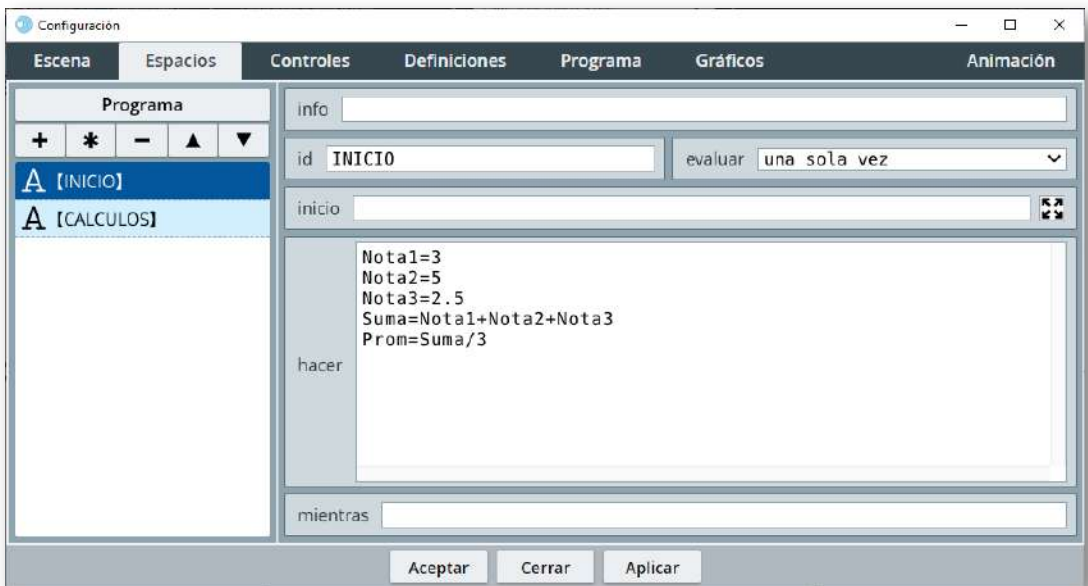 Configuración
Escena Espacios Controles Definiciones Programa Gráficos Animación
Programa
+ * − ▲ ▼
A 【INICIO】
A 【CALCULOS】
info
id INICIO evaluar una sola vez
inicio
hacer
Nota1=3
Nota2=5
Nota3=2.5
Suma=Nota1+Nota2+Nota3
Prom=Suma/3
mientras
Aceptar Cerrar Aplicar